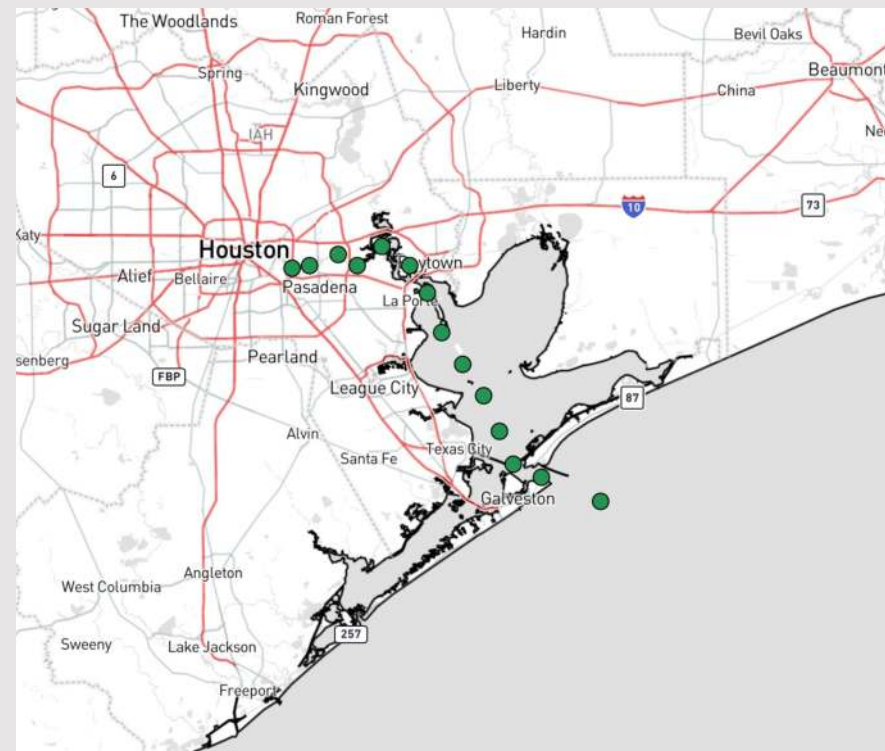 The Woodlands
Roman Forest
Hardin
Bevil Oaks
Spring
Kingwood
Liberty
China
Beaumont
IAH
6
10
73
Katy
Houston
Alief
Bellaire
Pasadena
La Porte
Sugar Land
Pearland
FBP
League City
87
Alvin
Texas City
Santa Fe
Galveston
West Columbia
Angleton
Sweeny
Lake Jackson
257
Freeport